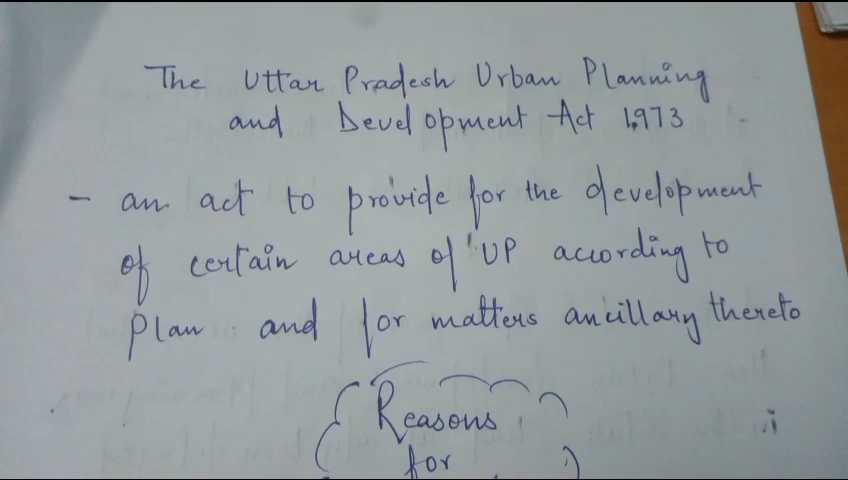 The Uttar Pradesh Urban Planning
and Development Act 1973
- an act to provide for the development
of certain areas of UP according to
plan and for matters ancillary thereto
Reasons
for